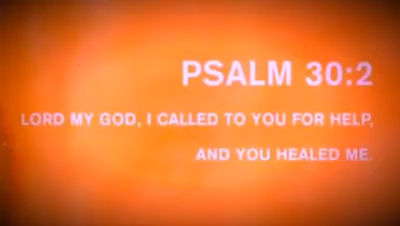 PSALM 30:2
LORD MY GOD, I CALLED TO YOU FOR HELP,
AND YOU HEALED ME.